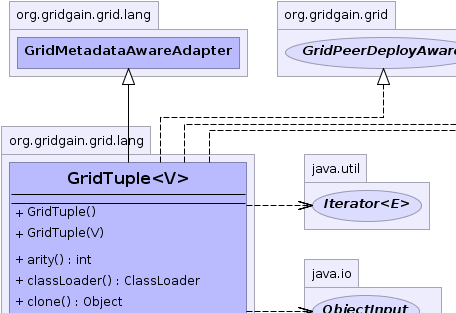 org.gridgain.grid.lang
GridMetadataAwareAdapter
org.gridgain.grid
GridPeerDeployAware
org.gridgain.grid.lang
GridTuple<V>
+ GridTuple()
+ GridTuple(V)
+ arity() : int
+ classLoader() : ClassLoader
+ clone() : Object
java.util
Iterator<E>
java.io
ObjectInput